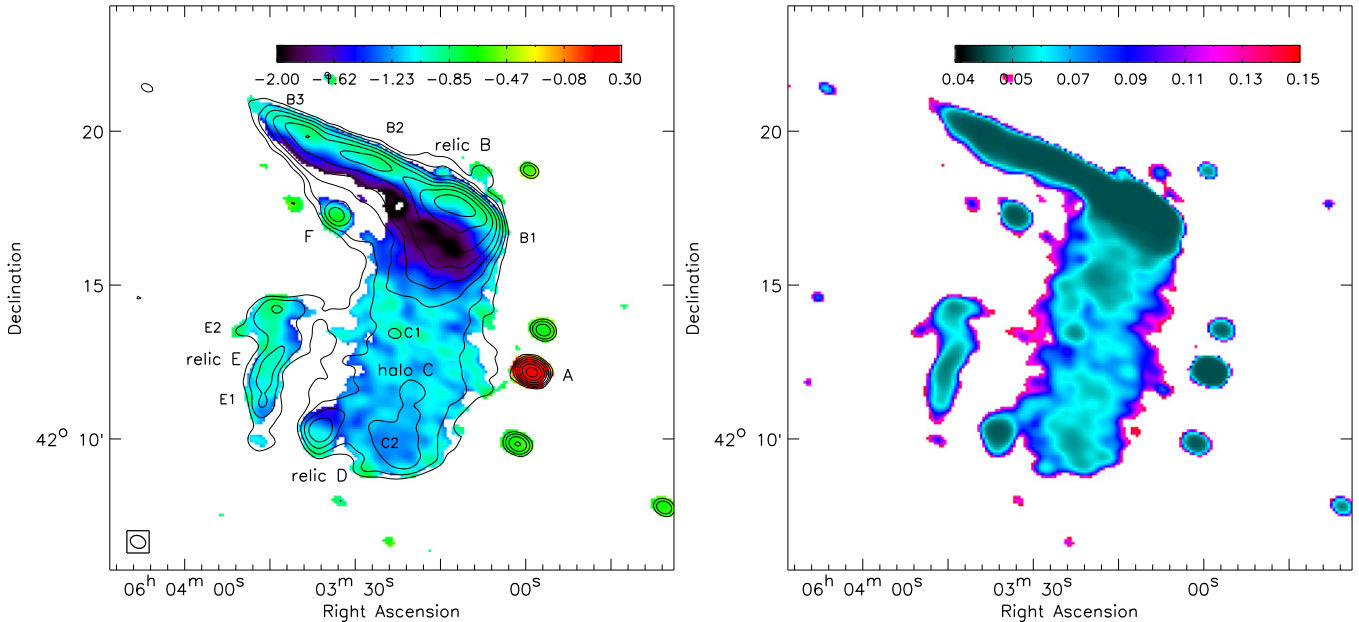 −2.00 −1.62 −1.23 −0.85 −0.47 −0.08 0.30
B3
B2
relic B
B1
F
E2
relic E
E1
C1
halo C
C2
A
relic D
20
15
42° 10'
Declination
06ʰ 04ᵐ 00ˢ 03ᵐ 30ˢ 00ˢ
Right Ascension
0.04 0.05 0.07 0.09 0.11 0.13 0.15
20
15
42° 10'
Declination
06ʰ 04ᵐ 00ˢ 03ᵐ 30ˢ 00ˢ
Right Ascension